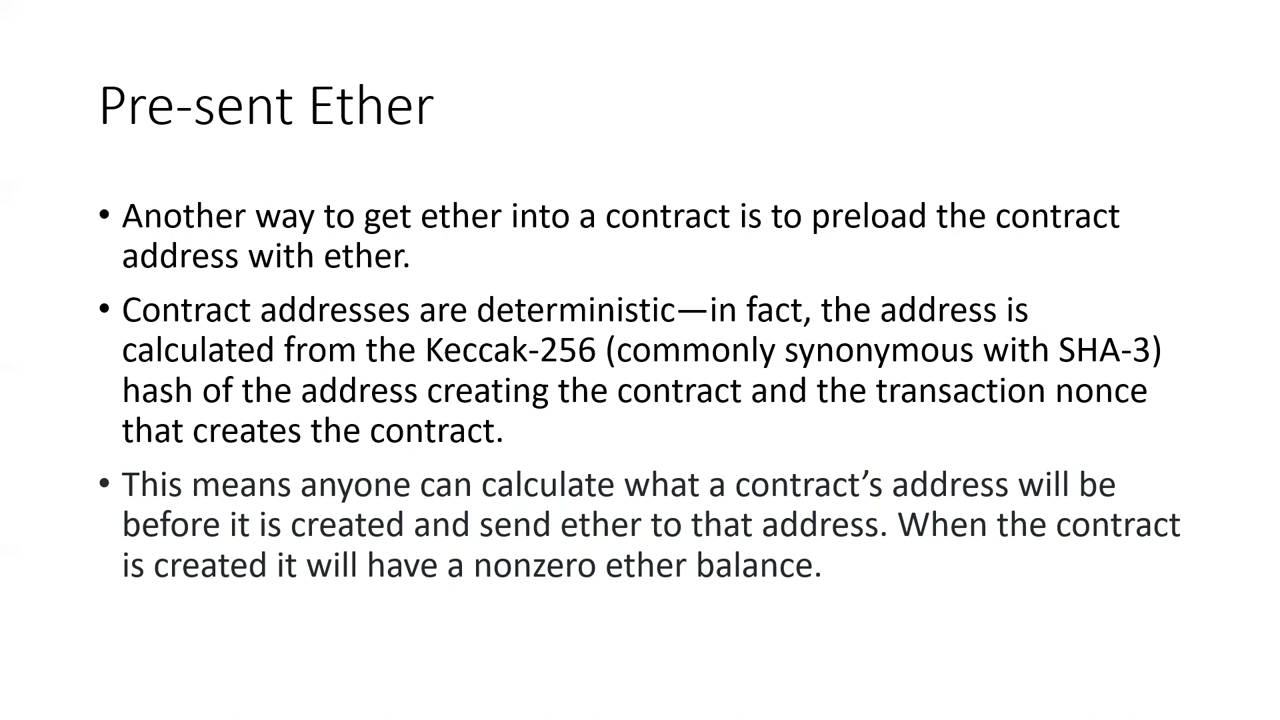 Pre-sent Ether
• Another way to get ether into a contract is to preload the contract
address with ether.
• Contract addresses are deterministic—in fact, the address is
calculated from the Keccak-256 (commonly synonymous with SHA-3)
hash of the address creating the contract and the transaction nonce
that creates the contract.
• This means anyone can calculate what a contract’s address will be
before it is created and send ether to that address. When the contract
is created it will have a nonzero ether balance.